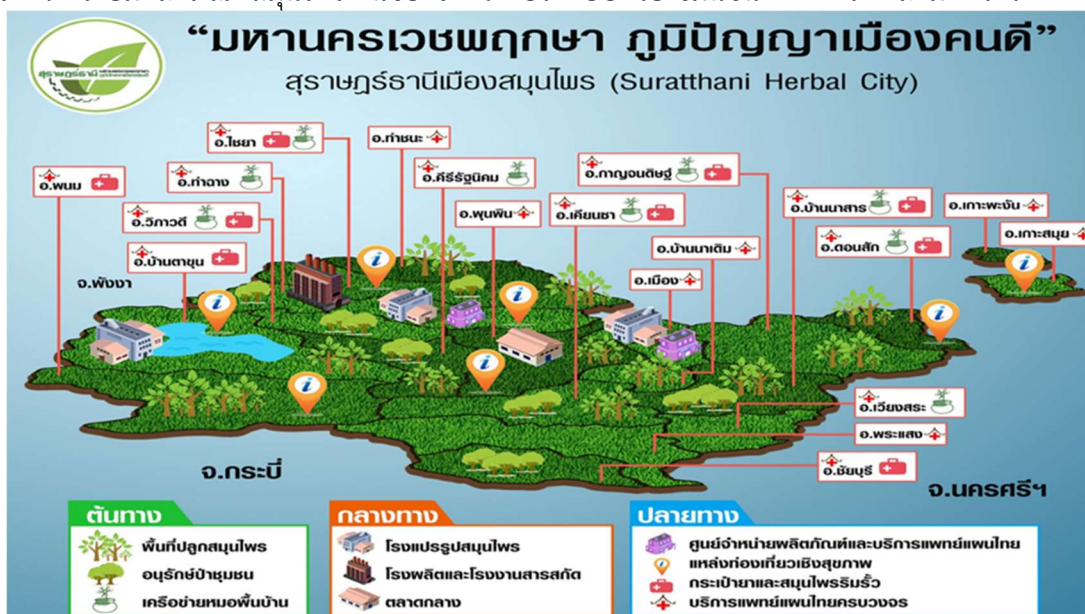 “มหานครเวชพฤกษา ภูมิปัญญาเมืองคนดี”
สุราษฎร์ธานีเมืองสมุนไพร (Suratthani Herbal City)
สุราษฎร์ธานี
อ.ไชยา
อ.ท่าชนะ
อ.พนม
อ.ท่าฉาง
อ.คีรีรัฐนิคม
อ.กาญจนดิษฐ์
อ.วิภาวดี
อ.พุนพิน
อ.เคียนซา
อ.บ้านนาสาร
อ.เกาะพะงัน
อ.บ้านตาขุน
อ.บ้านนาเดิม
อ.ดอนสัก
อ.เกาะสมุย
จ.พังงา
อ.เมือง
อ.เวียงสระ
อ.พระแสง
จ.กระบี่
อ.ชัยบุรี
จ.นครศรีฯ
ต้นทาง
พื้นที่ปลูกสมุนไพร
อนุรักษ์ป่าชุมชน
เครือข่ายหมอพื้นบ้าน
กลางทาง
โรงแปรรูปสมุนไพร
โรงผลิตและโรงงานสารสกัด
ตลาดกลาง
ปลายทาง
ศูนย์จำหน่ายผลิตภัณฑ์และบริการแพทย์แผนไทย
แหล่งท่องเที่ยวเชิงสุขภาพ
กระเป๋ายาและสมุนไพรริมรั้ว
บริการแพทย์แผนไทยครบวงจร